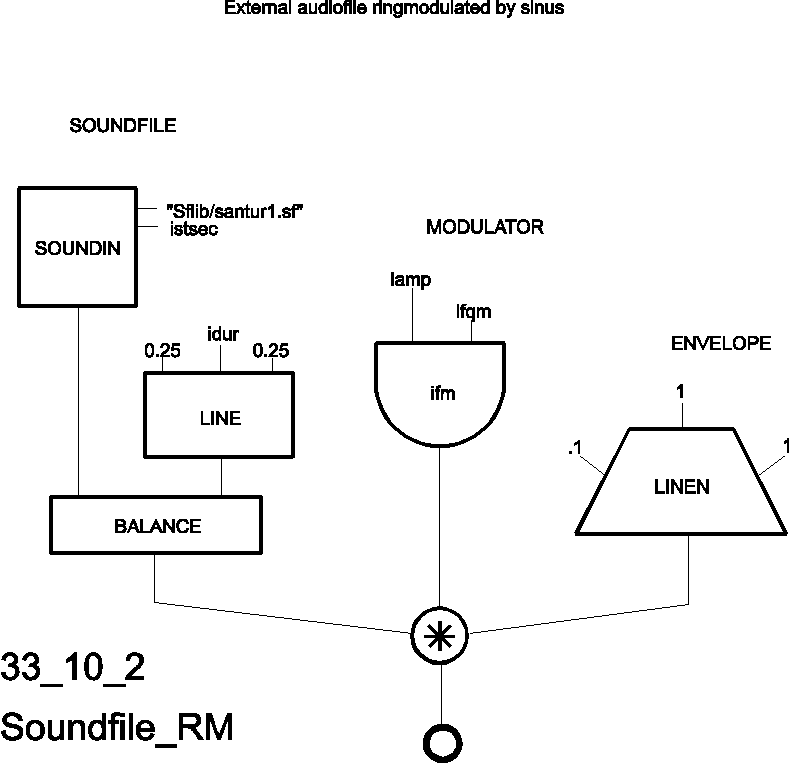 External audiofile ringmodulated by sinus
SOUNDFILE
"Sflib/santur1.sf"
istsec
SOUNDIN
MODULATOR
iamp
ifqm
idur
0.25
0.25
ENVELOPE
ifm
1
LINE
.1
1
LINEN
BALANCE
33_10_2
Soundfile_RM